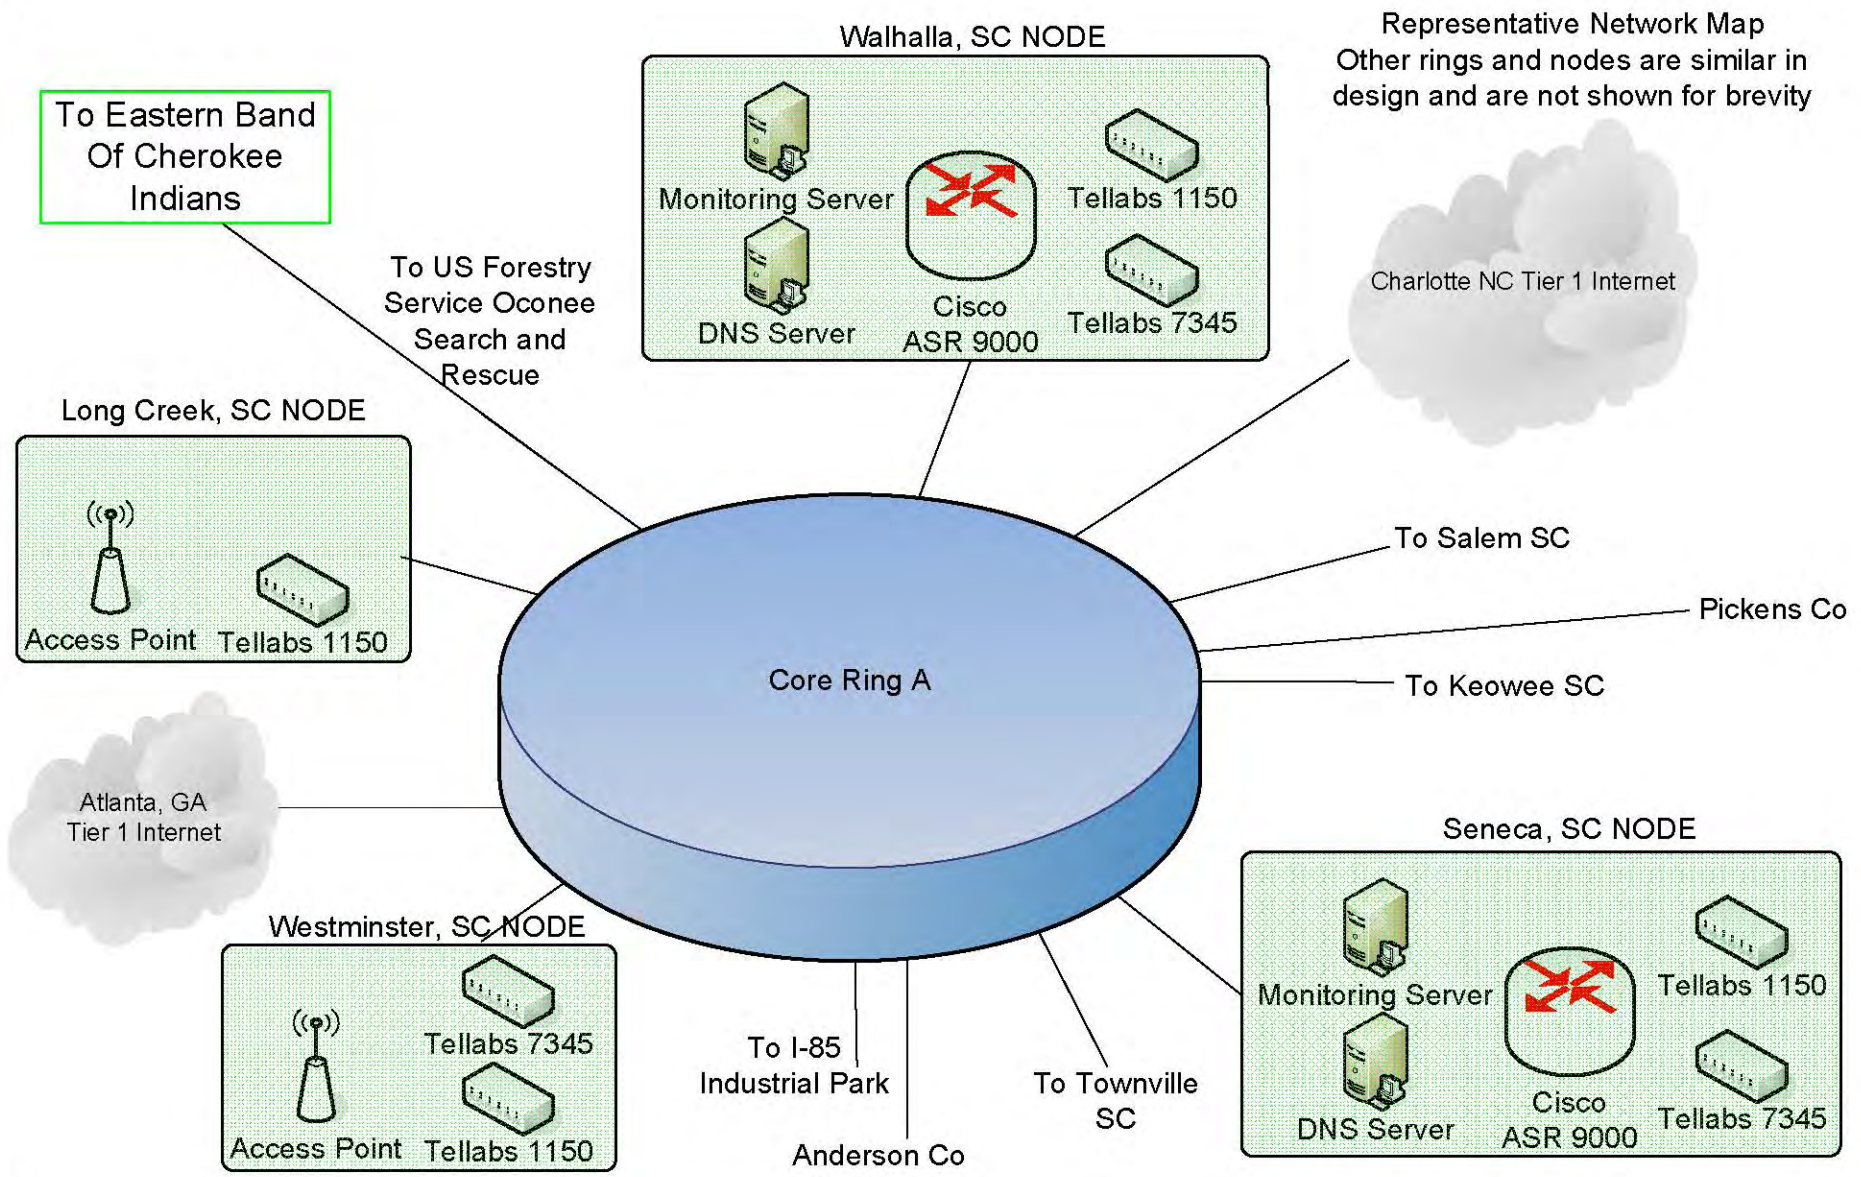 Representative Network Map
Other rings and nodes are similar in
design and are not shown for brevity
Walhalla, SC NODE
Monitoring Server
DNS Server
Cisco
ASR 9000
Tellabs 1150
Tellabs 7345
To Eastern Band
Of Cherokee
Indians
To US Forestry
Service Oconee
Search and
Rescue
Charlotte NC Tier 1 Internet
Long Creek, SC NODE
Access Point
Tellabs 1150
To Salem SC
Pickens Co
To Keowee SC
Core Ring A
Atlanta, GA
Tier 1 Internet
Westminster, SC NODE
Tellabs 7345
Access Point
Tellabs 1150
To I-85
Industrial Park
Anderson Co
To Townville
SC
Seneca, SC NODE
Monitoring Server
DNS Server
Cisco
ASR 9000
Tellabs 1150
Tellabs 7345